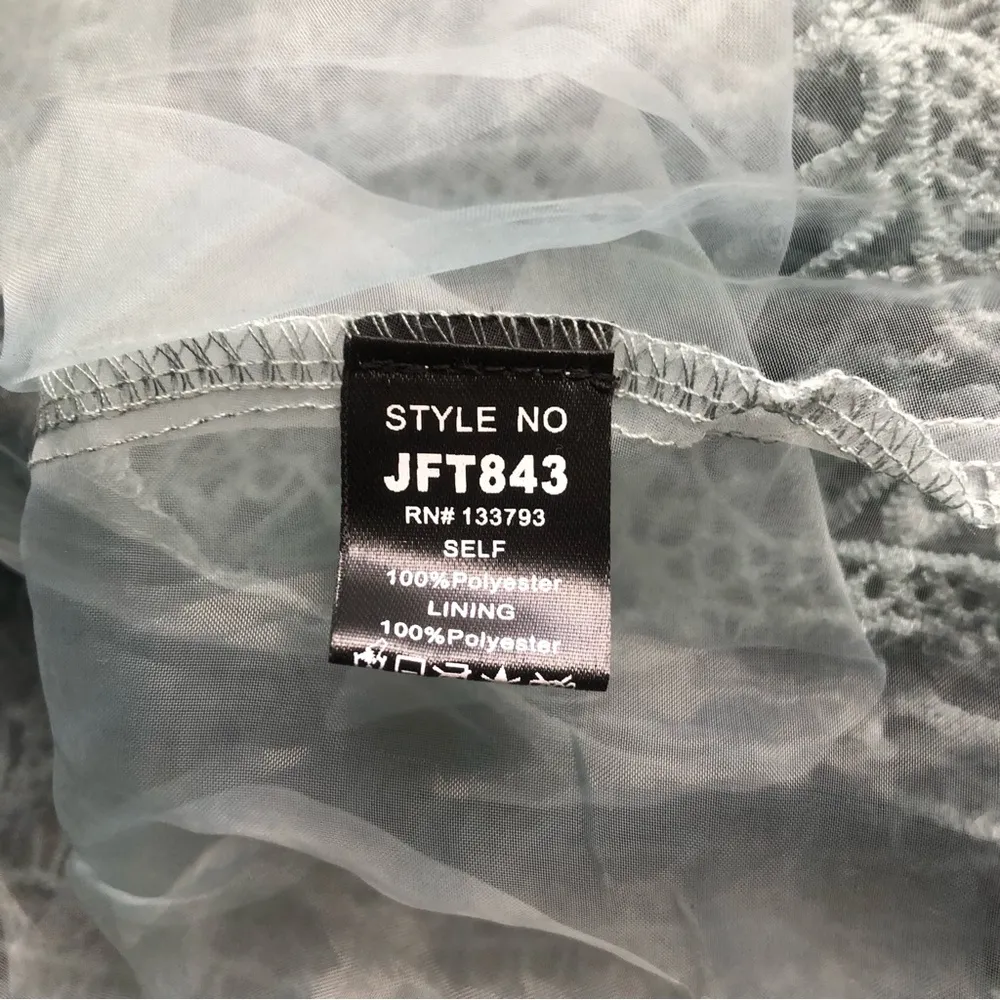 STYLE NO
JFT843
RN# 133793
SELF
100%Polyester
LINING
100%Polyester